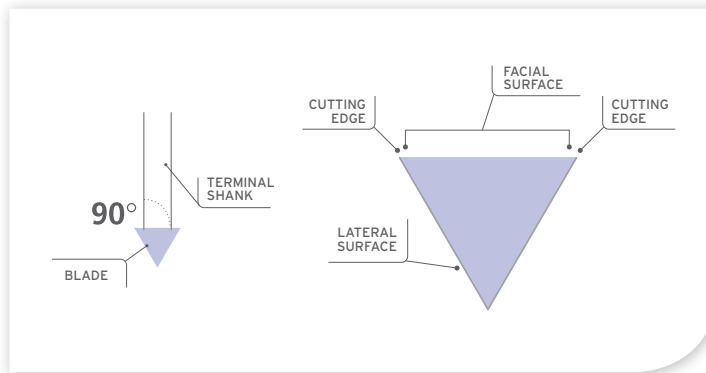 90°
TERMINAL
SHANK
BLADE
FACIAL
SURFACE
CUTTING
EDGE
CUTTING
EDGE
LATERAL
SURFACE